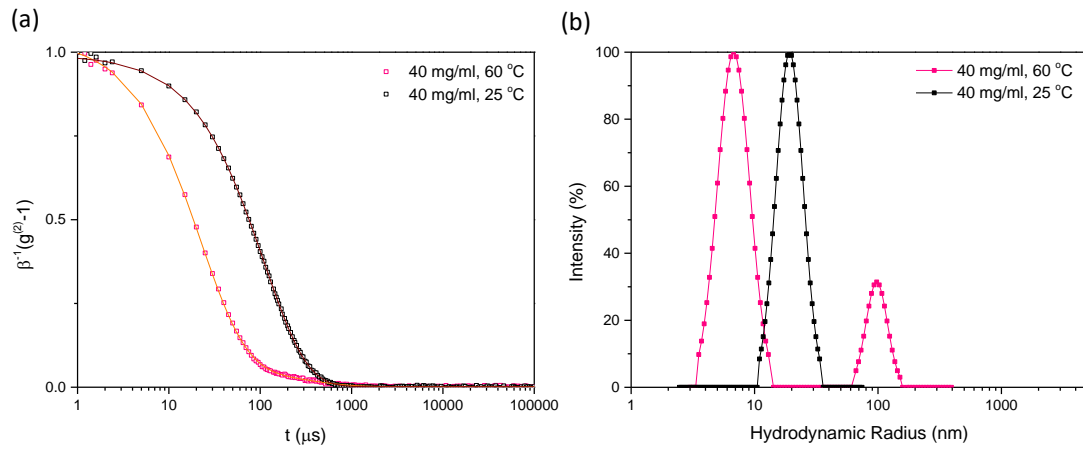 (a)
1.0
0.5
0.0
β⁻¹(g⁽²⁾-1)
40 mg/ml, 60 °C
40 mg/ml, 25 °C
1 10 100 1000 10000 100000
t (μs)
(b)
100
80
60
40
20
0
Intensity (%)
40 mg/ml, 60 °C
40 mg/ml, 25 °C
1 10 100 1000
Hydrodynamic Radius (nm)